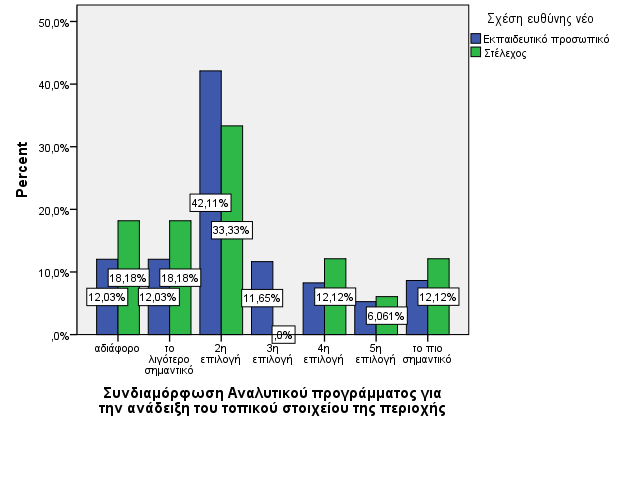 50,0%
40,0%
30,0%
20,0%
10,0%
,0%
Percent
Σχέση ευθύνης νέο
Εκπαιδευτικό προσωπικό
Στέλεχος
42,11%
33,33%
18,18%
18,18%
12,03%
12,03%
11,65%
12,12%
12,12%
6,061%
,0%
αδιάφορο
το λιγότερο σημαντικό
2η επιλογή
3η επιλογή
4η επιλογή
5η επιλογή
το πιο σημαντικό
Συνδιαμόρφωση Αναλυτικού προγράμματος για
την ανάδειξη του τοπικού στοιχείου της περιοχής